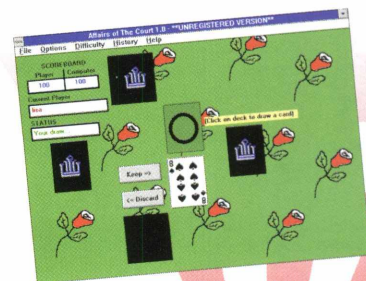 Affairs of The Court 1.0 - **UNREGISTERED VERSION**
File Options Difficulty History Help
SCOREBOARD
Player Computer
100 100
Current Player
STATUS
Your draw
(Click on deck to draw a card)
8
Keep =>
<= Discard
8